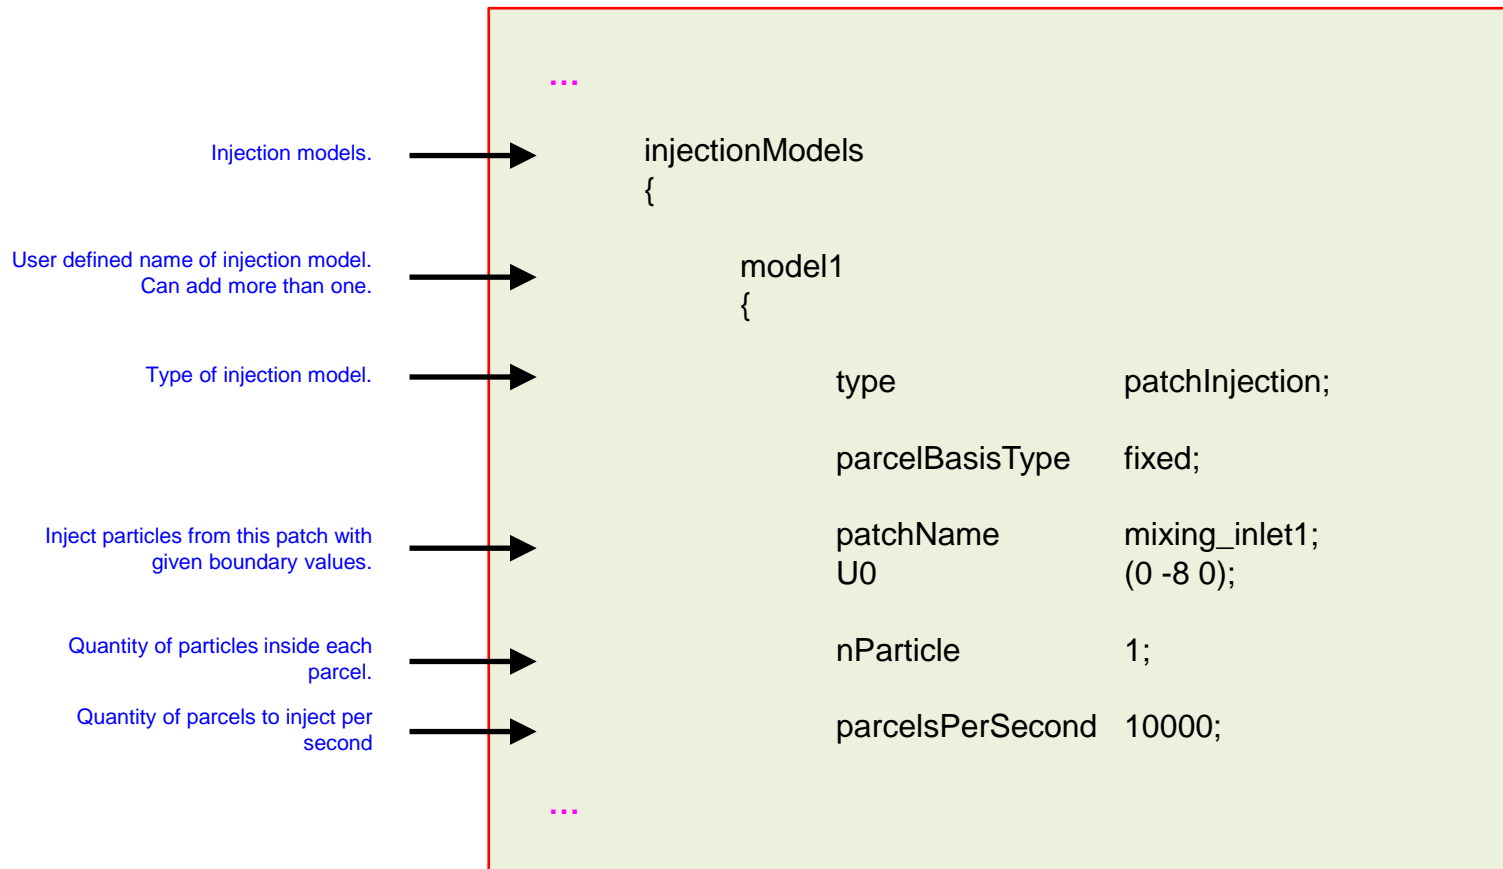 ...
Injection models.
injectionModels
{
User defined name of injection model.
Can add more than one.
model1
{
Type of injection model.
type patchInjection;
parcelBasisType fixed;
Inject particles from this patch with
given boundary values.
patchName mixing_inlet1;
U0 (0 -8 0);
Quantity of particles inside each
parcel.
nParticle 1;
Quantity of parcels to inject per
second
parcelsPerSecond 10000;
...